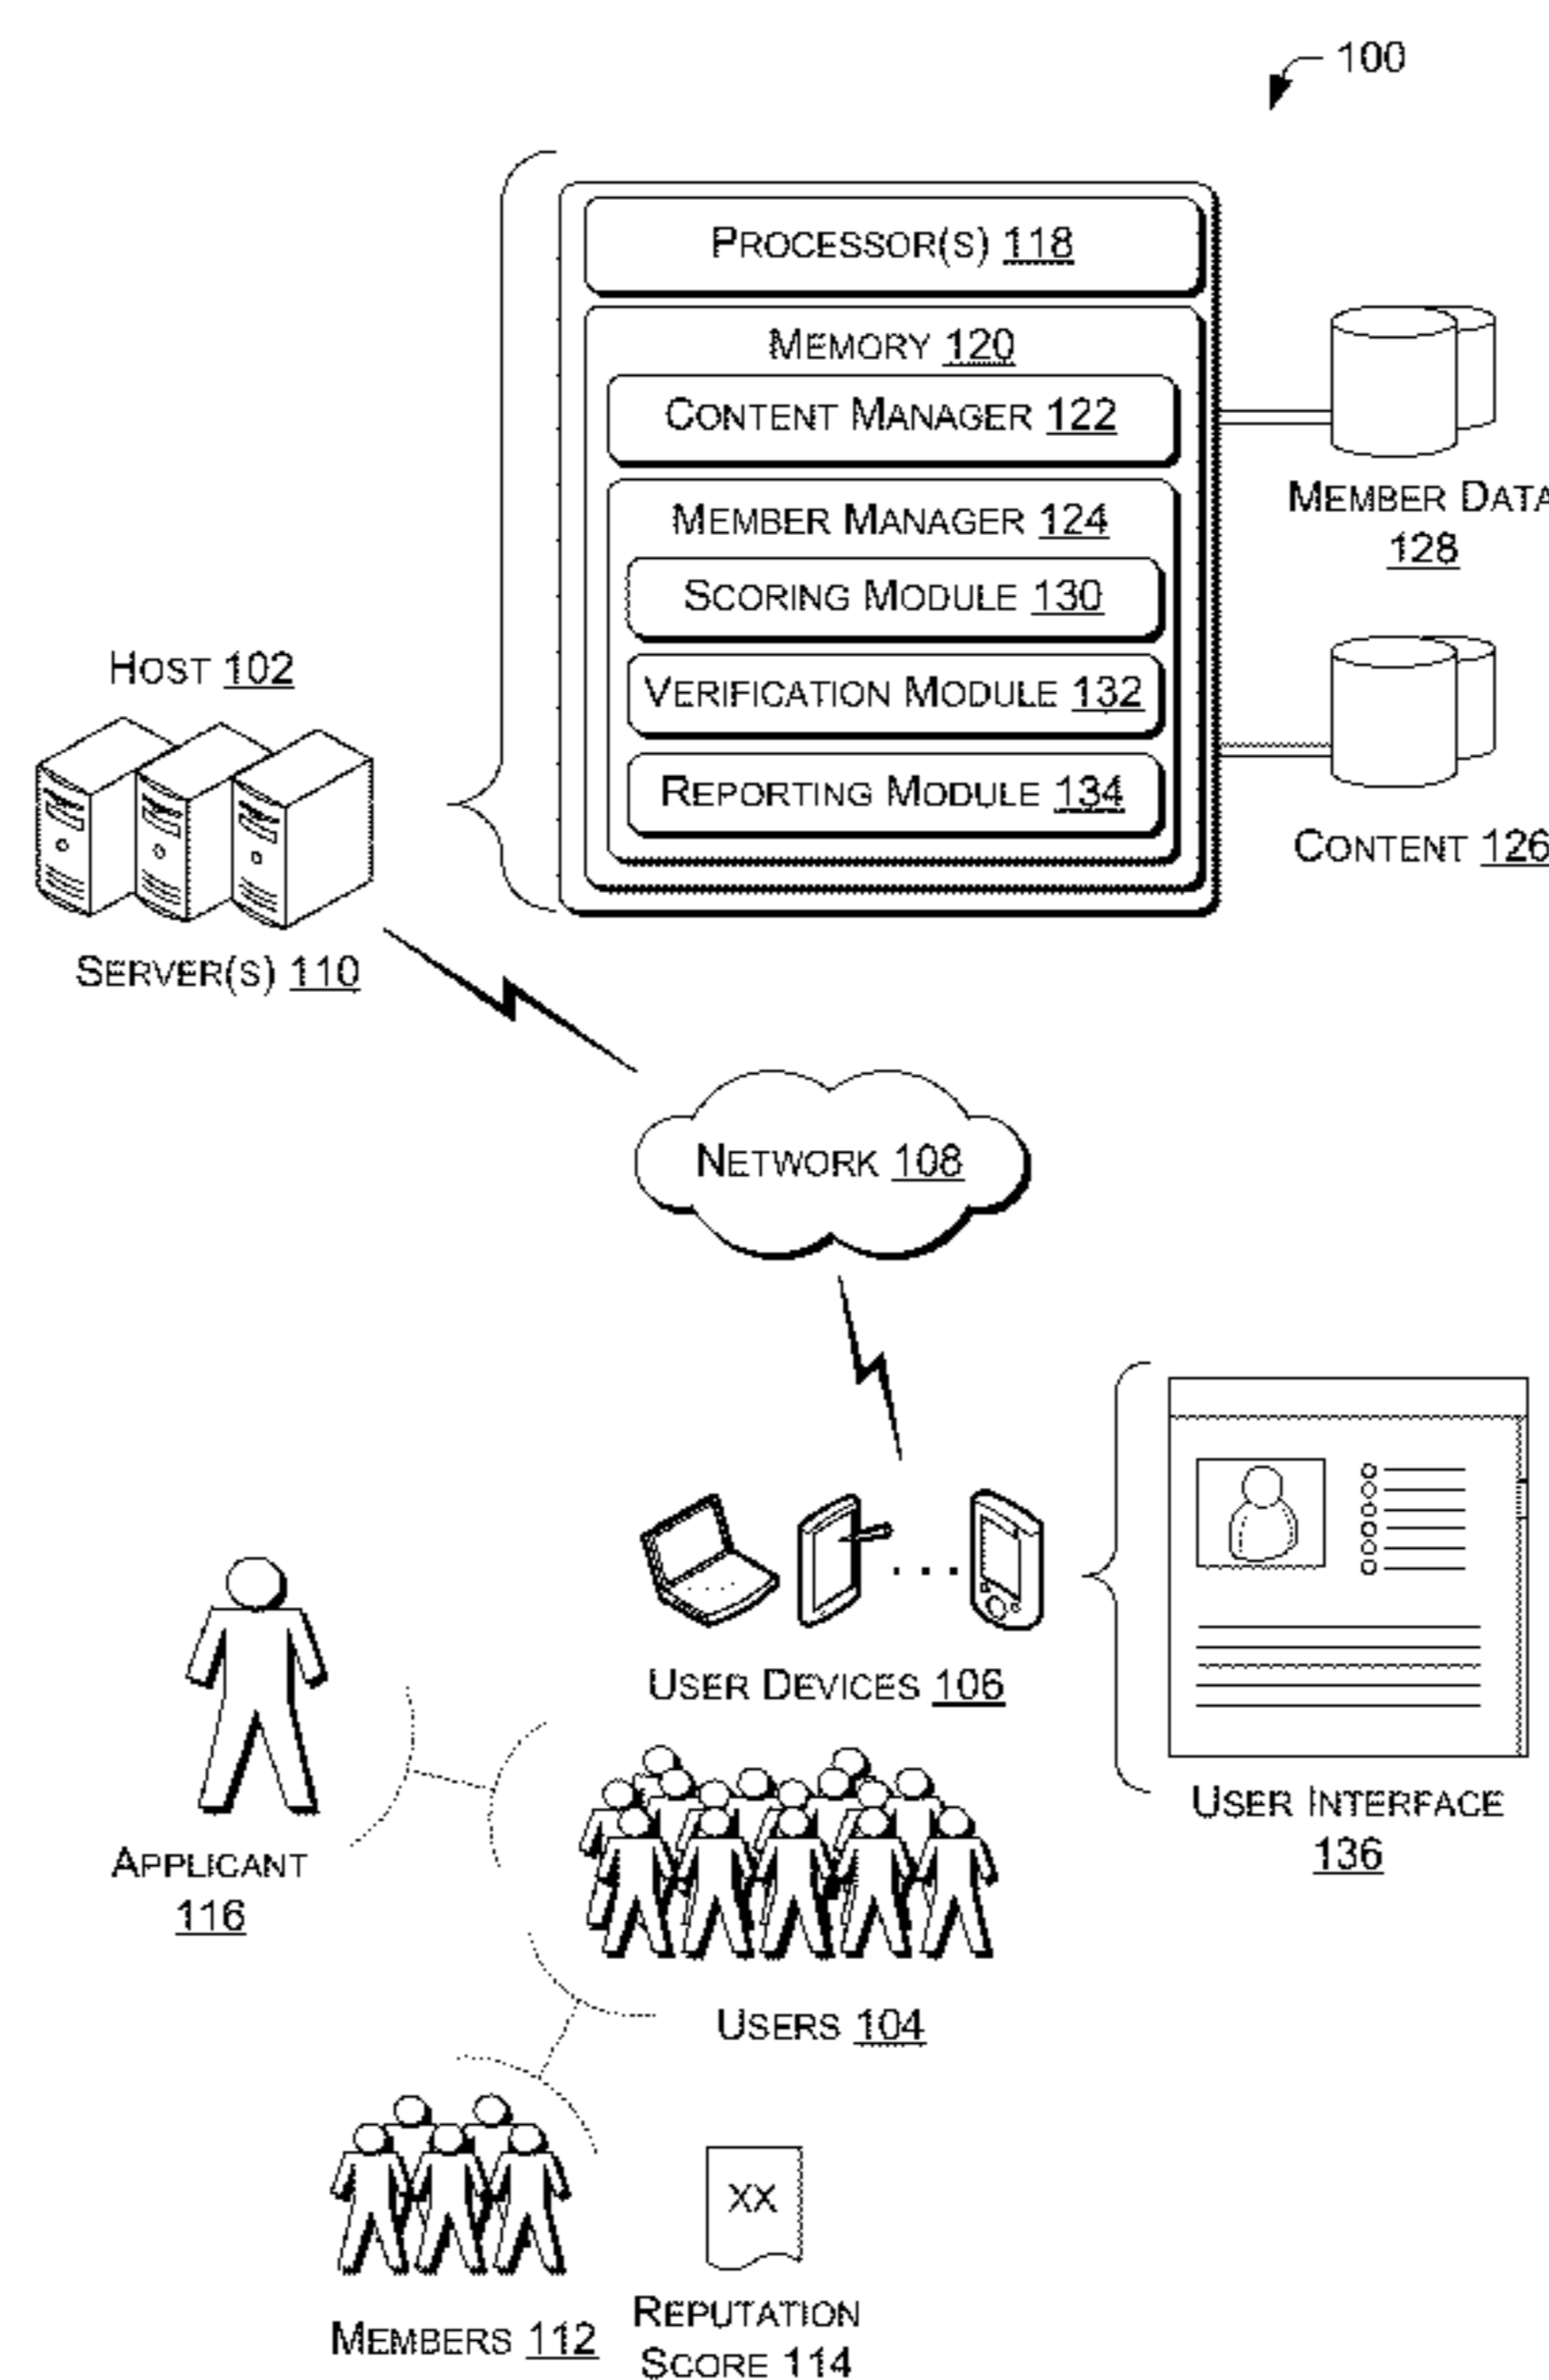 100
PROCESSOR(S) 118
MEMORY 120
CONTENT MANAGER 122
MEMBER MANAGER 124
SCORING MODULE 130
VERIFICATION MODULE 132
REPORTING MODULE 134
MEMBER DATA
128
CONTENT 126
HOST 102
SERVER(S) 110
NETWORK 108
USER DEVICES 106
USER INTERFACE
136
APPLICANT
116
USERS 104
XX
MEMBERS 112
REPUTATION
SCORE 114